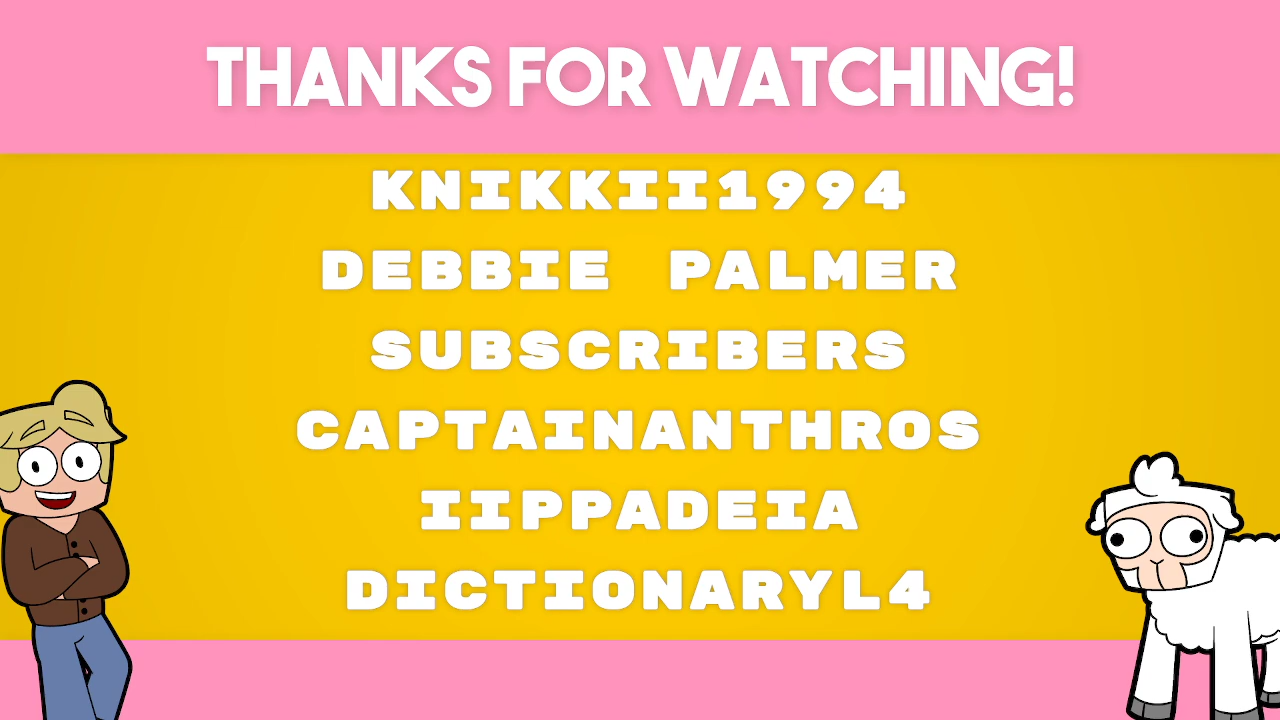 THANKS FOR WATCHING!
KNIKKII1994
DEBBIE PALMER
SUBSCRIBERS
CAPTAINANTHROS
IIPPADEIA
DICTIONARYL4